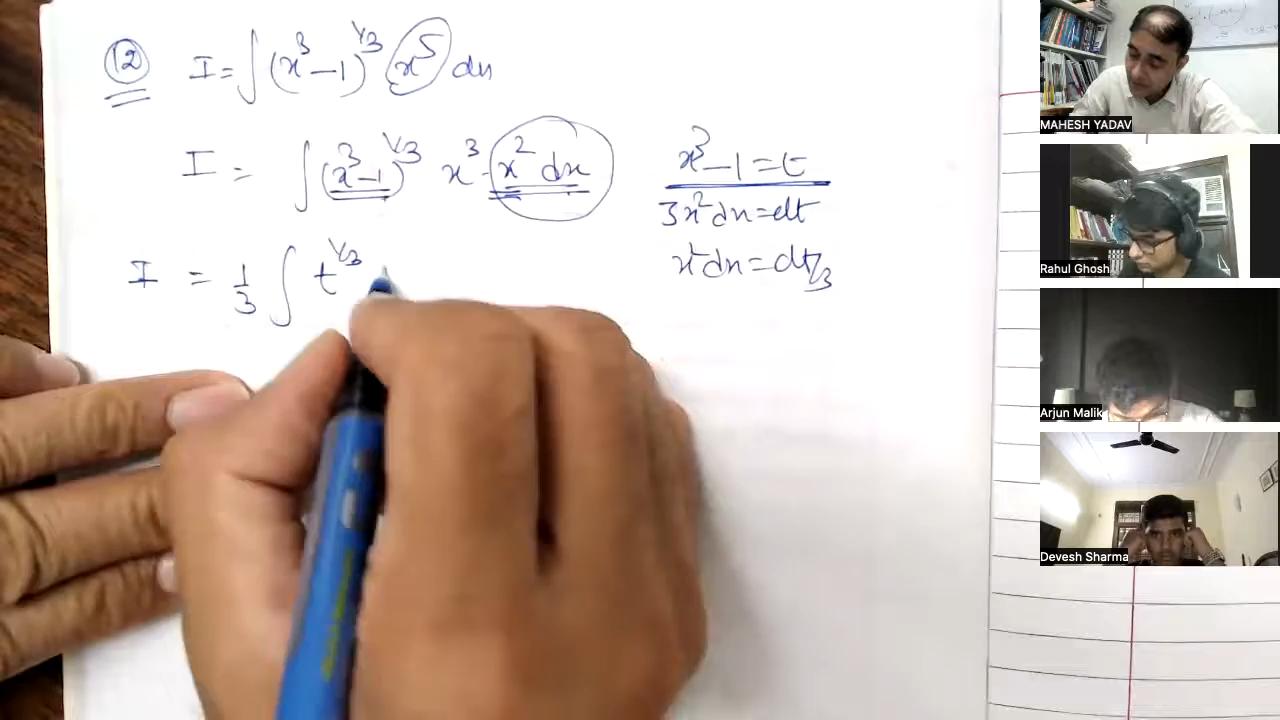 (12) I = ∫ (x³ – 1)^1/3 x⁵ dx
I = ∫ (x³ – 1)^1/3 x³ · x² dx
I = 1/3 ∫ t^1/3
x³ – 1 = t
3x² dx = dt
x² dx = dt/3
MAHESH YADAV
Rahul Ghosh
Arjun Malik
Devesh Sharma